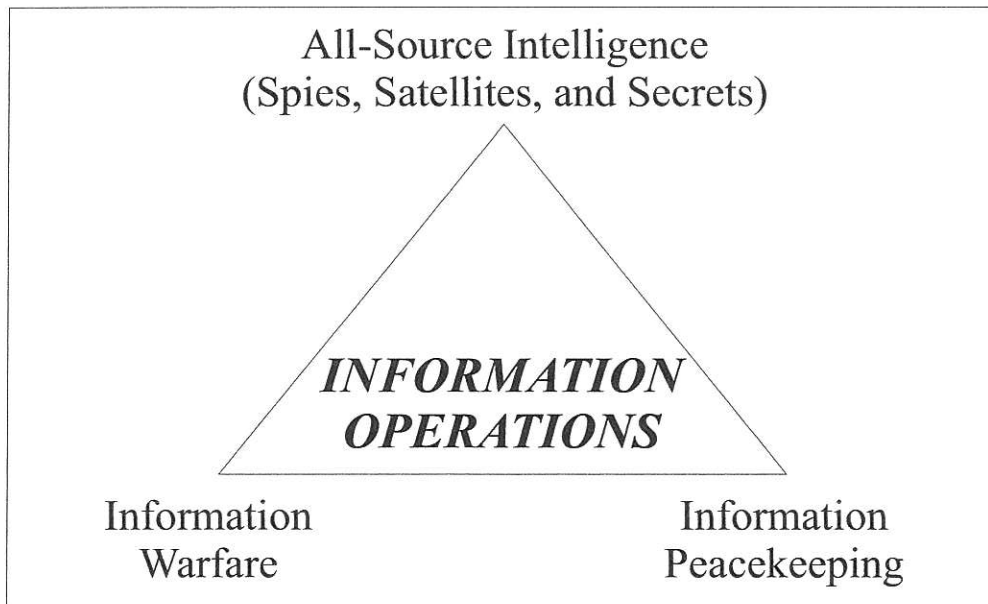 All-Source Intelligence
(Spies, Satellites, and Secrets)
INFORMATION
OPERATIONS
Information
Warfare
Information
Peacekeeping